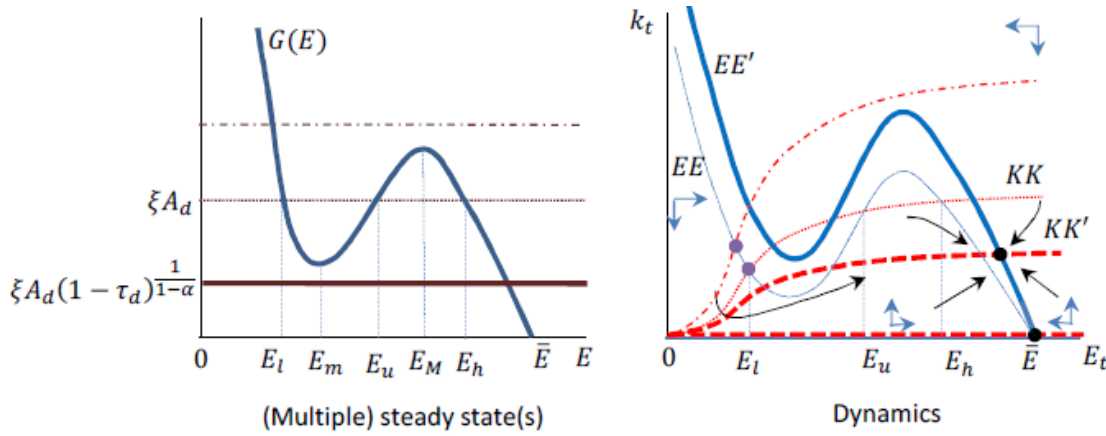 G(E)
ξA_d
ξA_d(1 − τ_d)^{1/(1−α)}
0 E_l E_m E_u E_M E_h Ē E
(Multiple) steady state(s)
k_t
EE′
EE
KK
KK′
0 E_l E_u E_h Ē E_t
Dynamics